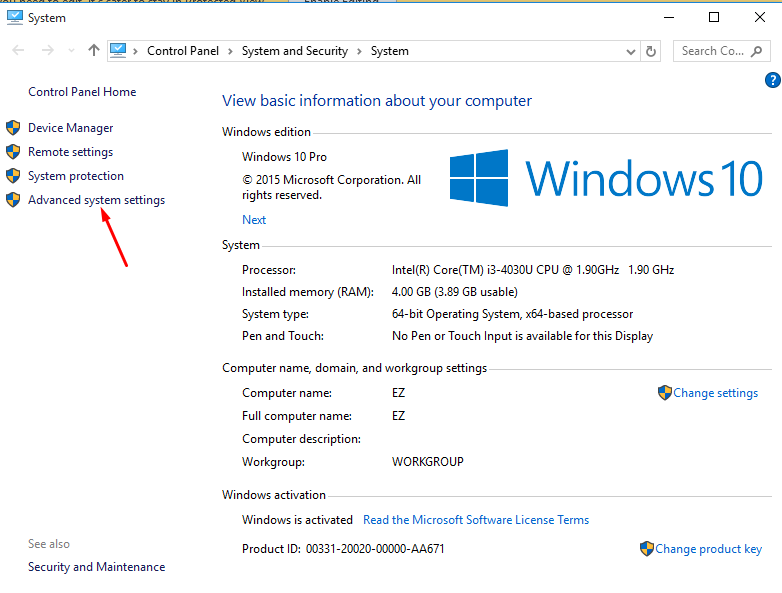 System
Control Panel > System and Security > System
Search Co...
Control Panel Home
Device Manager
Remote settings
System protection
Advanced system settings
View basic information about your computer
Windows edition
Windows 10 Pro
© 2015 Microsoft Corporation. All
rights reserved.
Next
Windows 10
System
Processor: Intel(R) Core(TM) i3-4030U CPU @ 1.90GHz 1.90 GHz
Installed memory (RAM): 4.00 GB (3.89 GB usable)
System type: 64-bit Operating System, x64-based processor
Pen and Touch: No Pen or Touch Input is available for this Display
Computer name, domain, and workgroup settings
Computer name: EZ
Change settings
Full computer name: EZ
Computer description:
Workgroup: WORKGROUP
Windows activation
Windows is activated Read the Microsoft Software License Terms
Product ID: 00331-20020-00000-AA671
Change product key
See also
Security and Maintenance